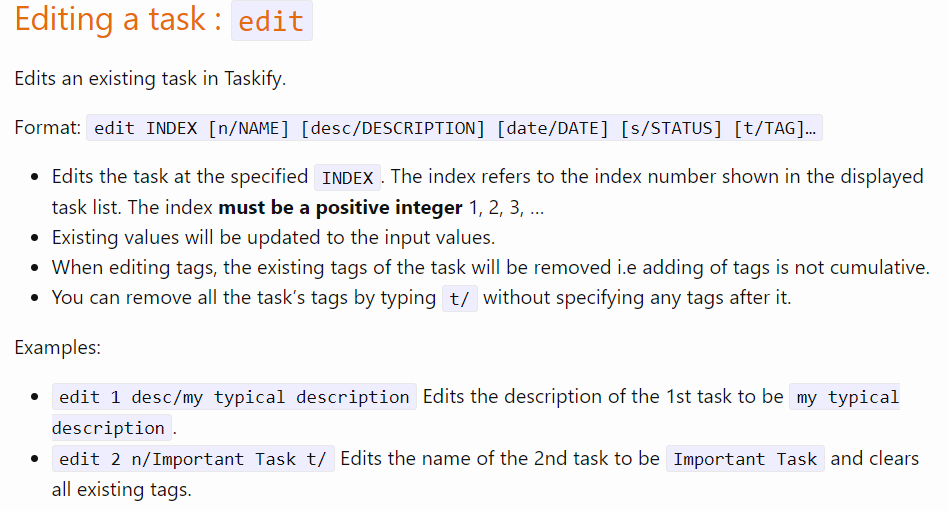 Editing a task : edit
Edits an existing task in Taskify.
Format: edit INDEX [n/NAME] [desc/DESCRIPTION] [date/DATE] [s/STATUS] [t/TAG]…
• Edits the task at the specified INDEX. The index refers to the index number shown in the displayed
task list. The index must be a positive integer 1, 2, 3, …
• Existing values will be updated to the input values.
• When editing tags, the existing tags of the task will be removed i.e adding of tags is not cumulative.
• You can remove all the task’s tags by typing t/ without specifying any tags after it.
Examples:
• edit 1 desc/my typical description Edits the description of the 1st task to be my typical
description.
• edit 2 n/Important Task t/ Edits the name of the 2nd task to be Important Task and clears
all existing tags.